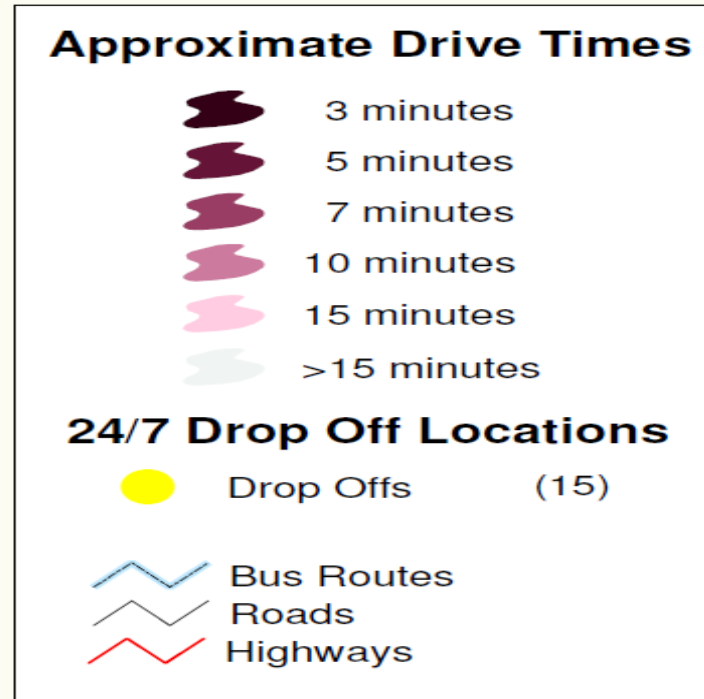 Approximate Drive Times
3 minutes
5 minutes
7 minutes
10 minutes
15 minutes
>15 minutes
24/7 Drop Off Locations
Drop Offs (15)
Bus Routes
Roads
Highways